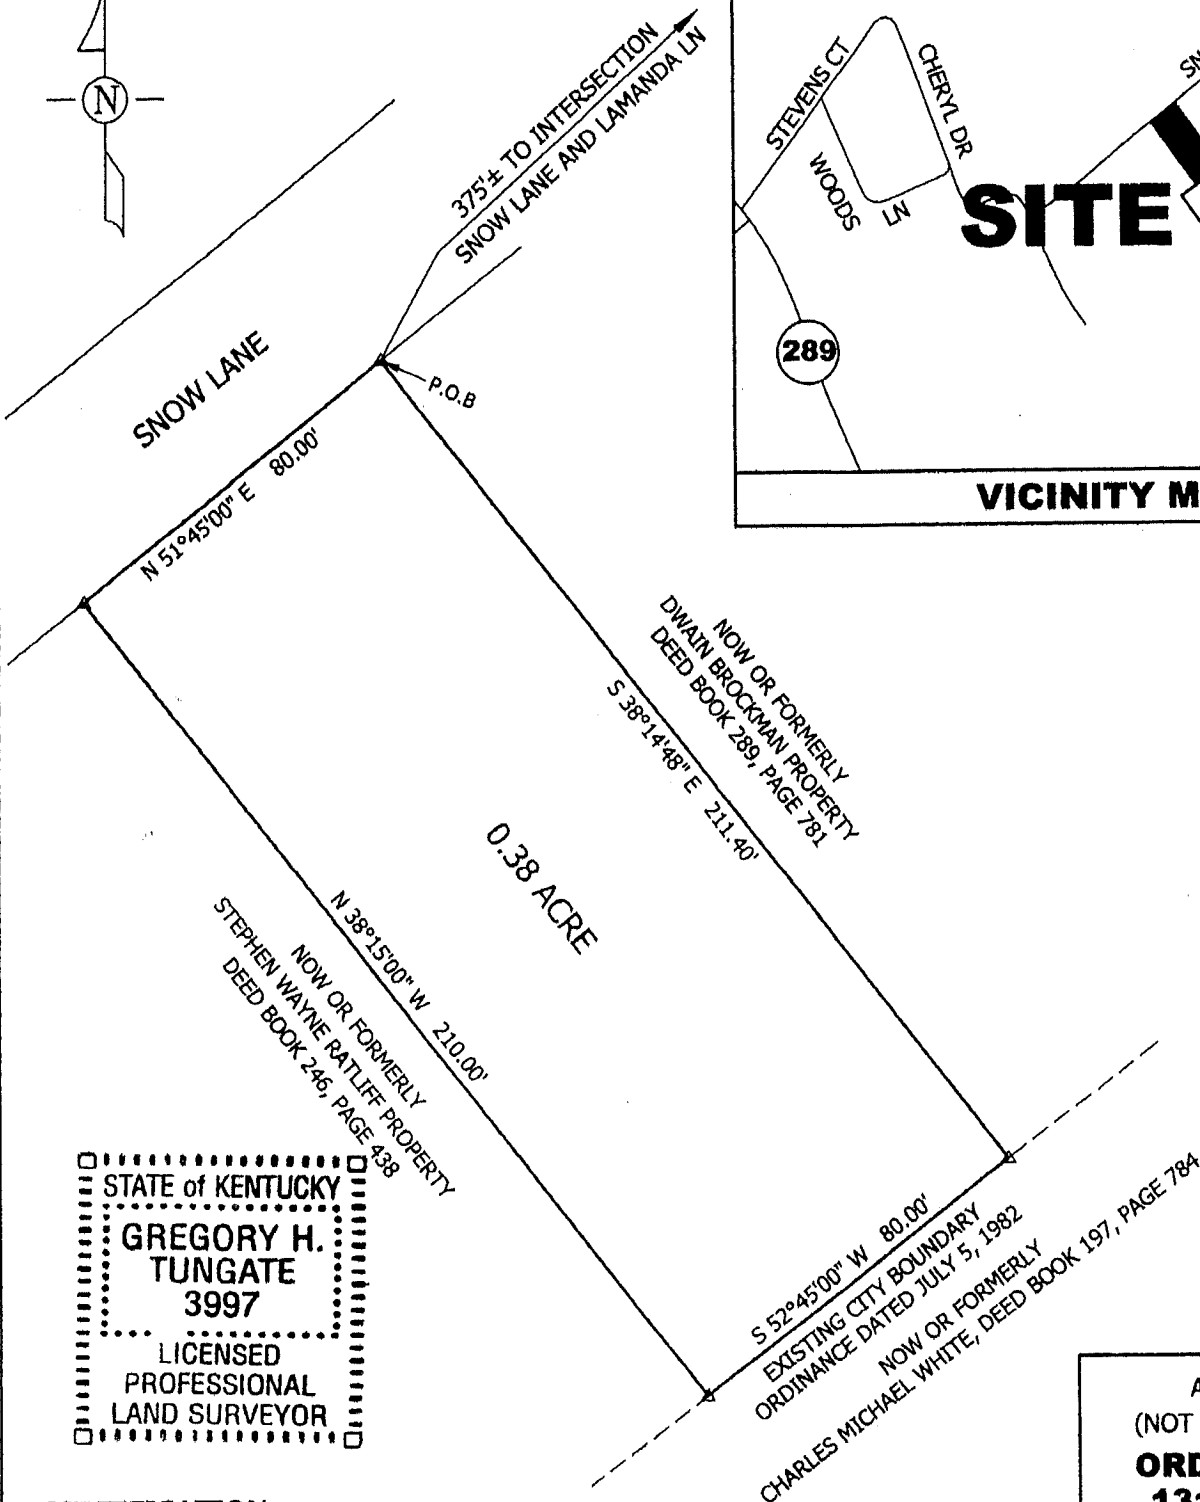 N
375'± TO INTERSECTION
SNOW LANE AND LAMANDA LN
STEVENS CT
CHERYL DR
WOODS
LN
SITE
289
VICINITY
SNOW LANE
P.O.B
N 51°45'00" E 80.00'
NOW OR FORMERLY
DWAIN BROCKMAN PROPERTY
DEED BOOK 289, PAGE 781
S 38°14'48" E 211.40'
0.38 ACRE
N 38°15'00" W 210.00'
NOW OR FORMERLY
STEPHEN WAYNE RATLIFF PROPERTY
DEED BOOK 246, PAGE 438
STATE of KENTUCKY
GREGORY H.
TUNGATE
3997
LICENSED
PROFESSIONAL
LAND SURVEYOR
S 52°45'00" W 80.00'
EXISTING CITY BOUNDARY
ORDINANCE DATED JULY 5, 1982
NOW OR FORMERLY
CHARLES MICHAEL WHITE, DEED BOOK 197, PAGE 784
(NOT